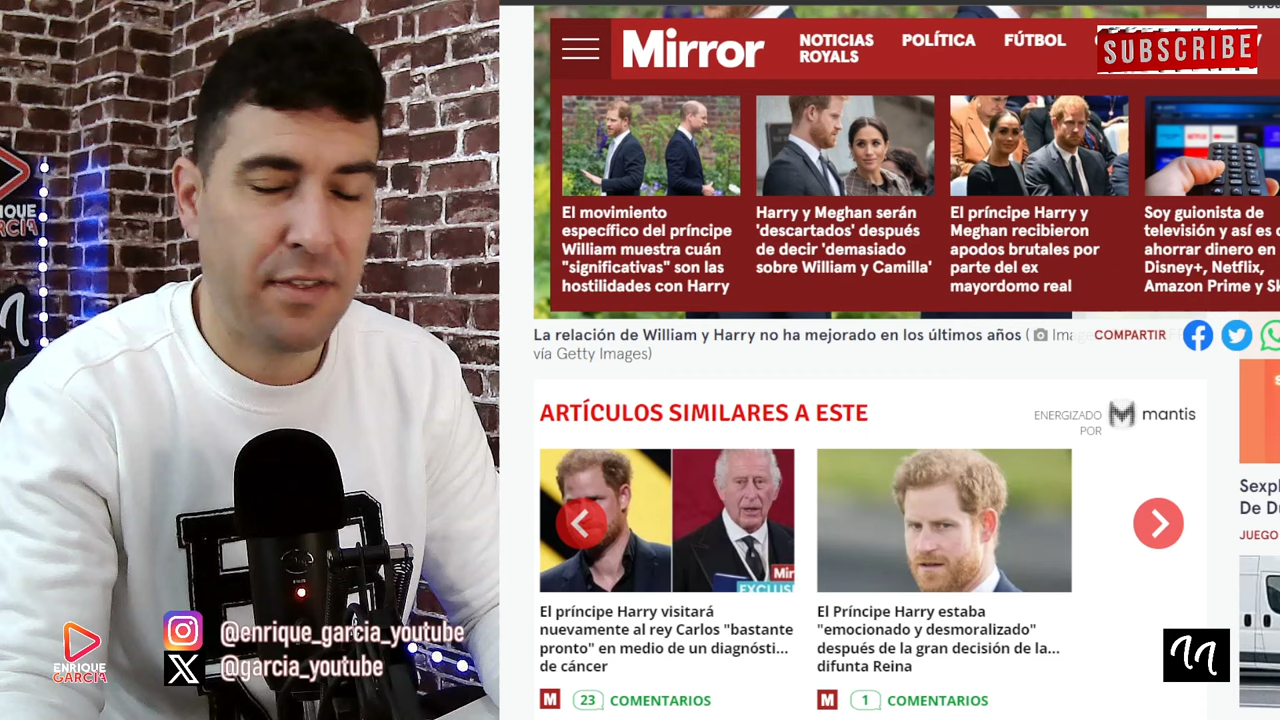 Mirror
NOTICIAS
ROYALS
POLÍTICA
FÚTBOL
SUBSCRIBE
El movimiento
específico del príncipe
William muestra cuán
"significativas" son las
hostilidades con Harry
Harry y Meghan serán
'descartados' después
de decir 'demasiado
sobre William y Camilla'
El príncipe Harry y
Meghan recibieron
apodos brutales por
parte del ex
mayordomo real
Soy guionista de
televisión y así es
ahorrar dinero en
Disney+, Netflix,
Amazon Prime y
La relación de William y Harry no ha mejorado en los últimos años (
vía Getty Images)
COMPARTIR
ARTÍCULOS SIMILARES A ESTE
ENERGIZADO
POR
mantis
EXCLUS
El príncipe Harry visitará
nuevamente al rey Carlos "bastante
pronto" en medio de un diagnósti...
de cáncer
M 23 COMENTARIOS
El Príncipe Harry estaba
"emocionado y desmoralizado"
después de la gran decisión de la...
difunta Reina
M 1 COMENTARIOS
JUEGO
ENRIQUE
GARCIA
@enrique_garcia_youtube
@garcia_youtube